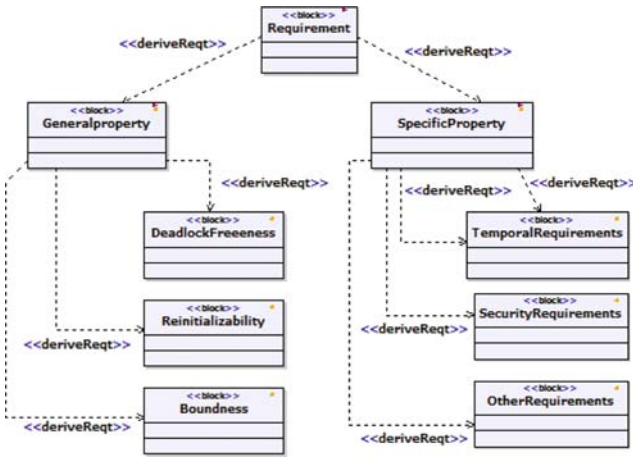 <<block>>
Requirement
<<deriveReqt>>
<<deriveReqt>>
<<block>>
Generalproperty
<<block>>
SpecificProperty
<<deriveReqt>>
<<deriveReqt>>
<<deriveReqt>>
<<block>>
DeadlockFreeeness
<<block>>
TemporalRequirements
<<block>>
Reinitializability
<<deriveReqt>>
<<block>>
SecurityRequirements
<<deriveReqt>>
<<block>>
Boundness
<<deriveReqt>>
<<block>>
OtherRequirements
<<deriveReqt>>